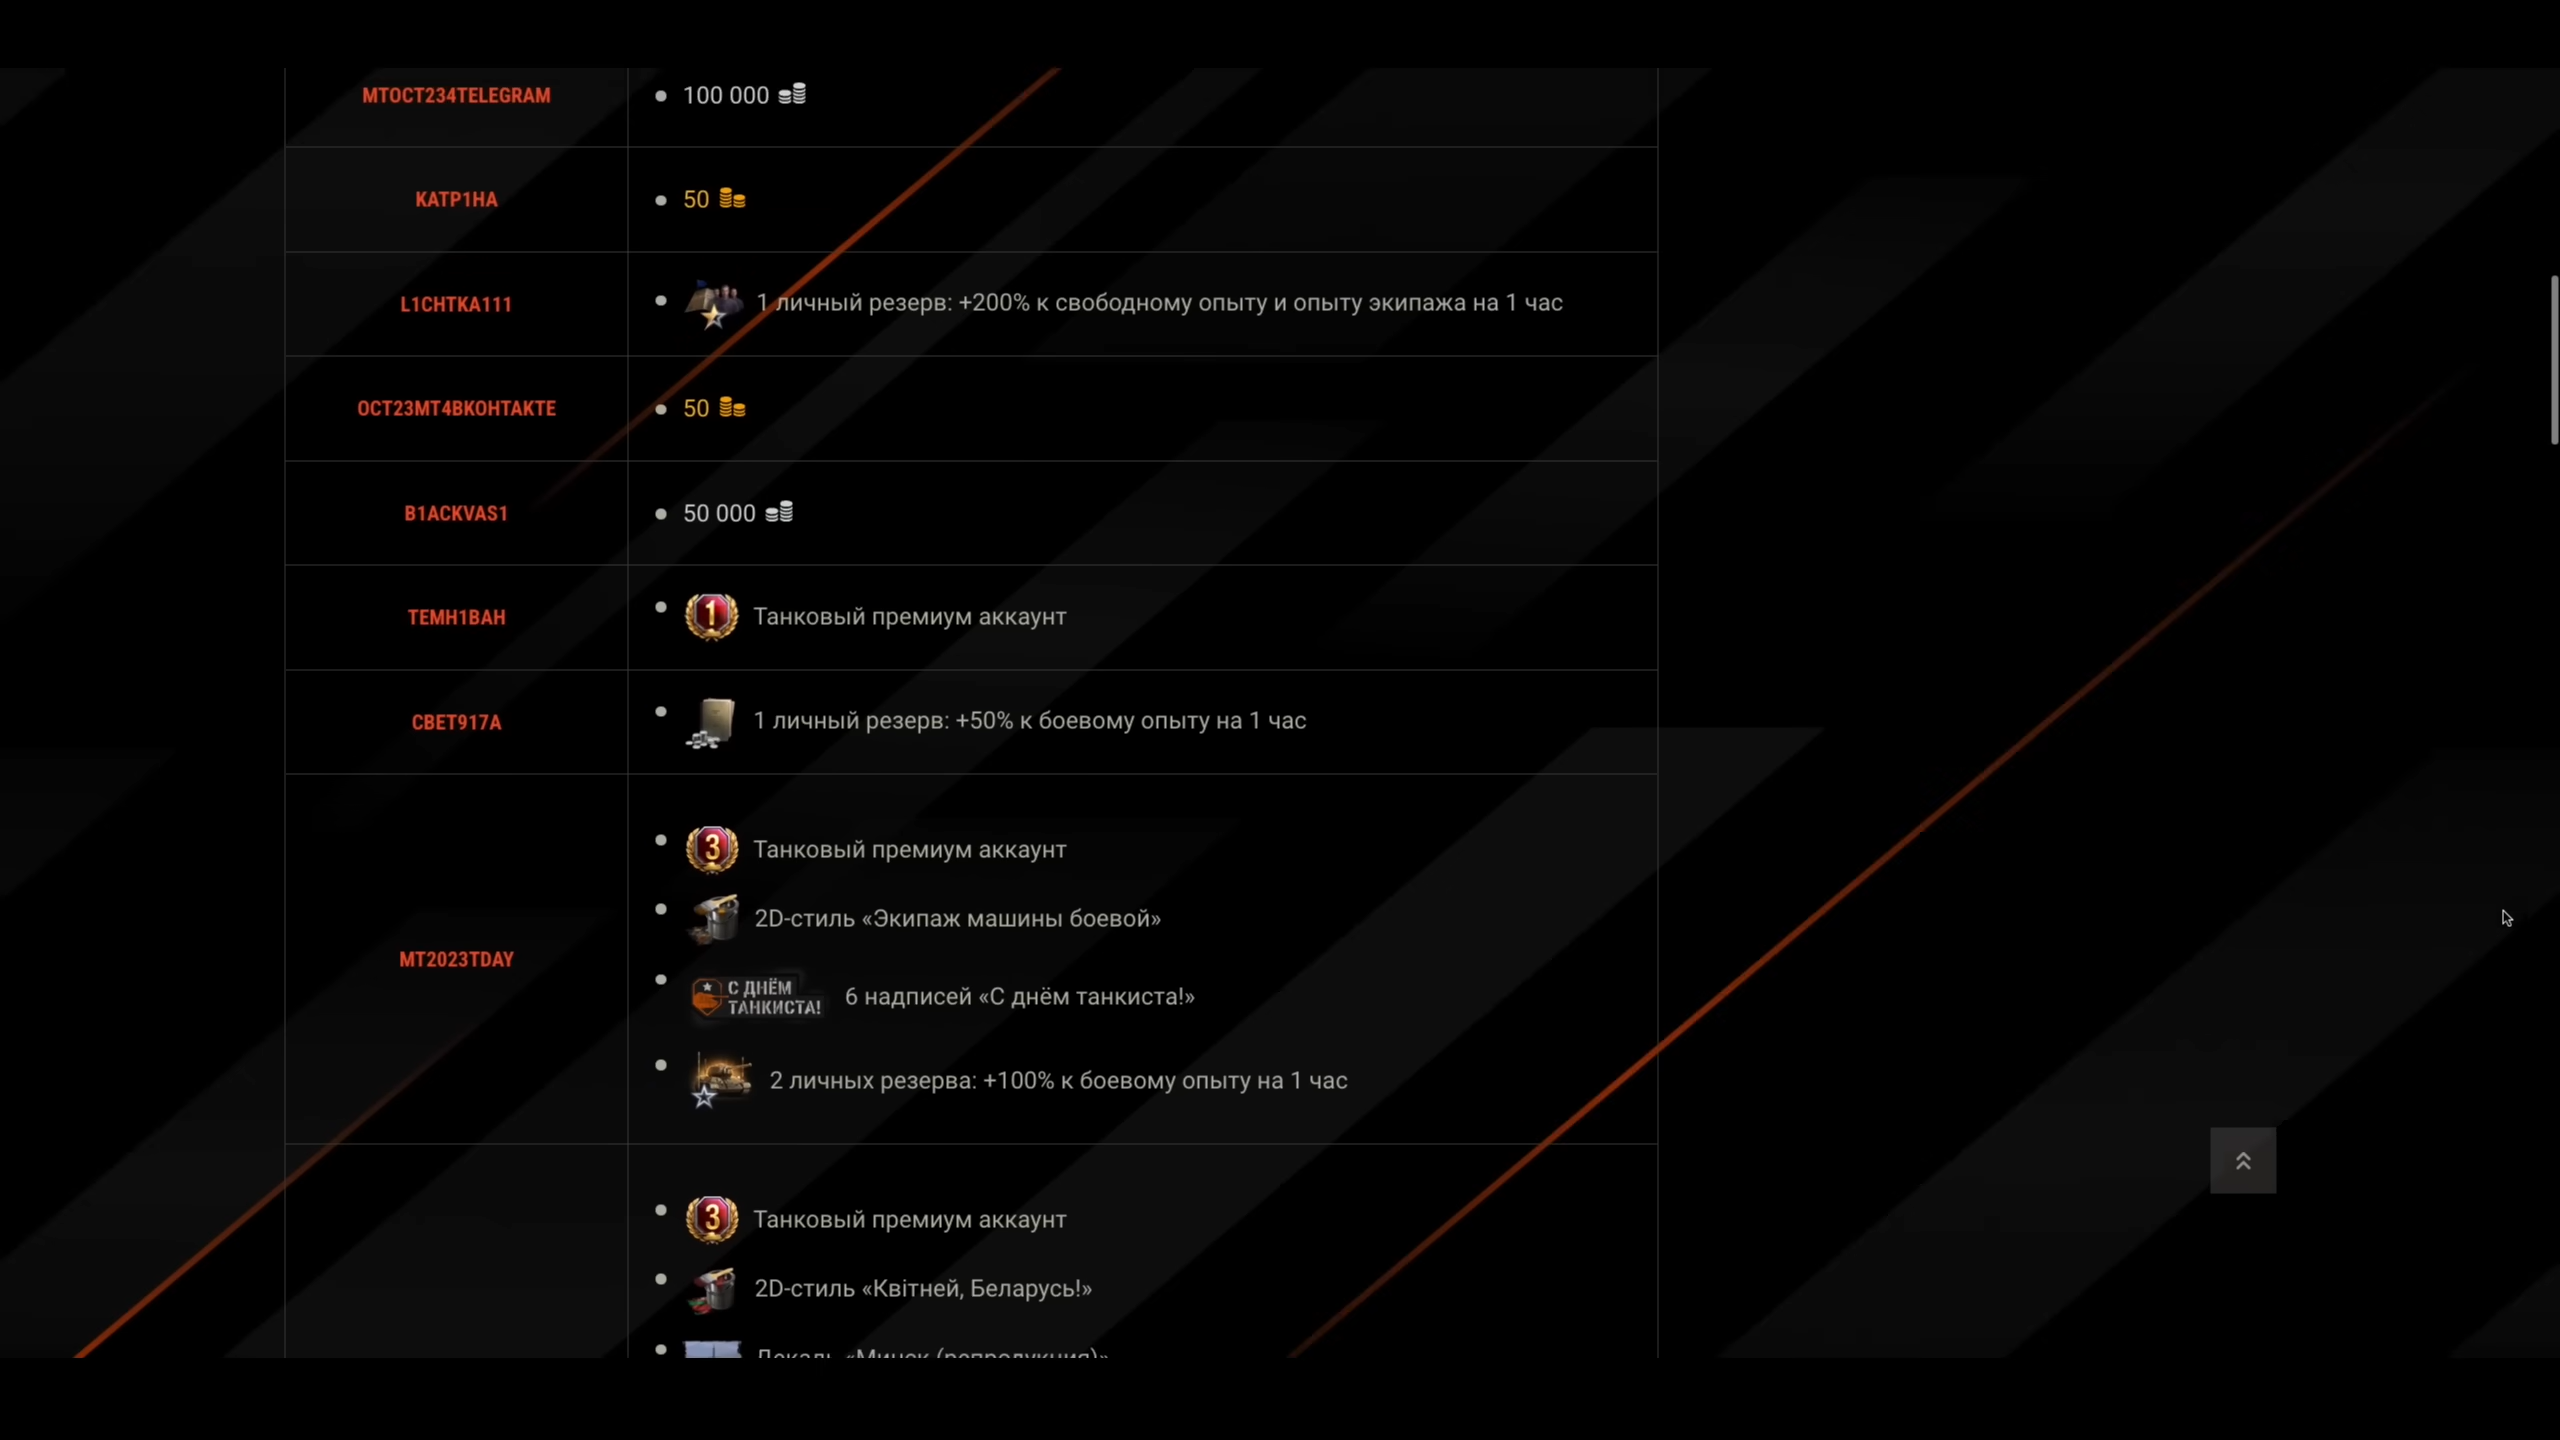 MTOCT234TELEGRAM
100 000
KATP1HA
50
L1CHTKA111
1 личный резерв: +200% к свободному опыту и опыту экипажа на 1 час
OCT23MT4BKOHTAKTE
50
B1ACKVAS1
50 000
TEMH1BAH
1 Танковый премиум аккаунт
CBET917A
1 личный резерв: +50% к боевому опыту на 1 час
MT2023TDAY
3 Танковый премиум аккаунт
2D-стиль «Экипаж машины боевой»
С ДНЁМ
ТАНКИСТА!
6 надписей «С днём танкиста!»
2 личных резерва: +100% к боевому опыту на 1 час
3 Танковый премиум аккаунт
2D-стиль «Квітней, Беларусь!»
Декаль «Минск (репродукция)»